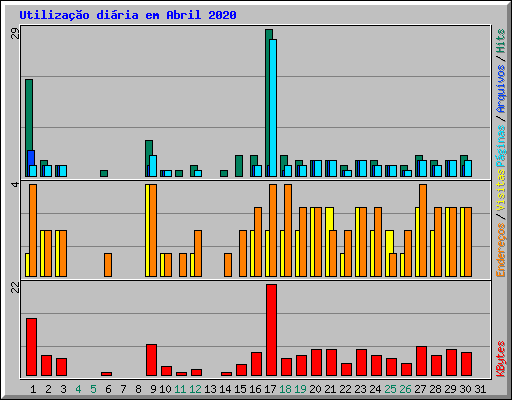 Utilização diária em Abril 2020
29
4
22
Endereços / Visitas Páginas / Arquivos / Hits
KBytes
1 2 3 4 5 6 7 8 9 10 11 12 13 14 15 16 17 18 19 20 21 22 23 24 25 26 27 28 29 30 31